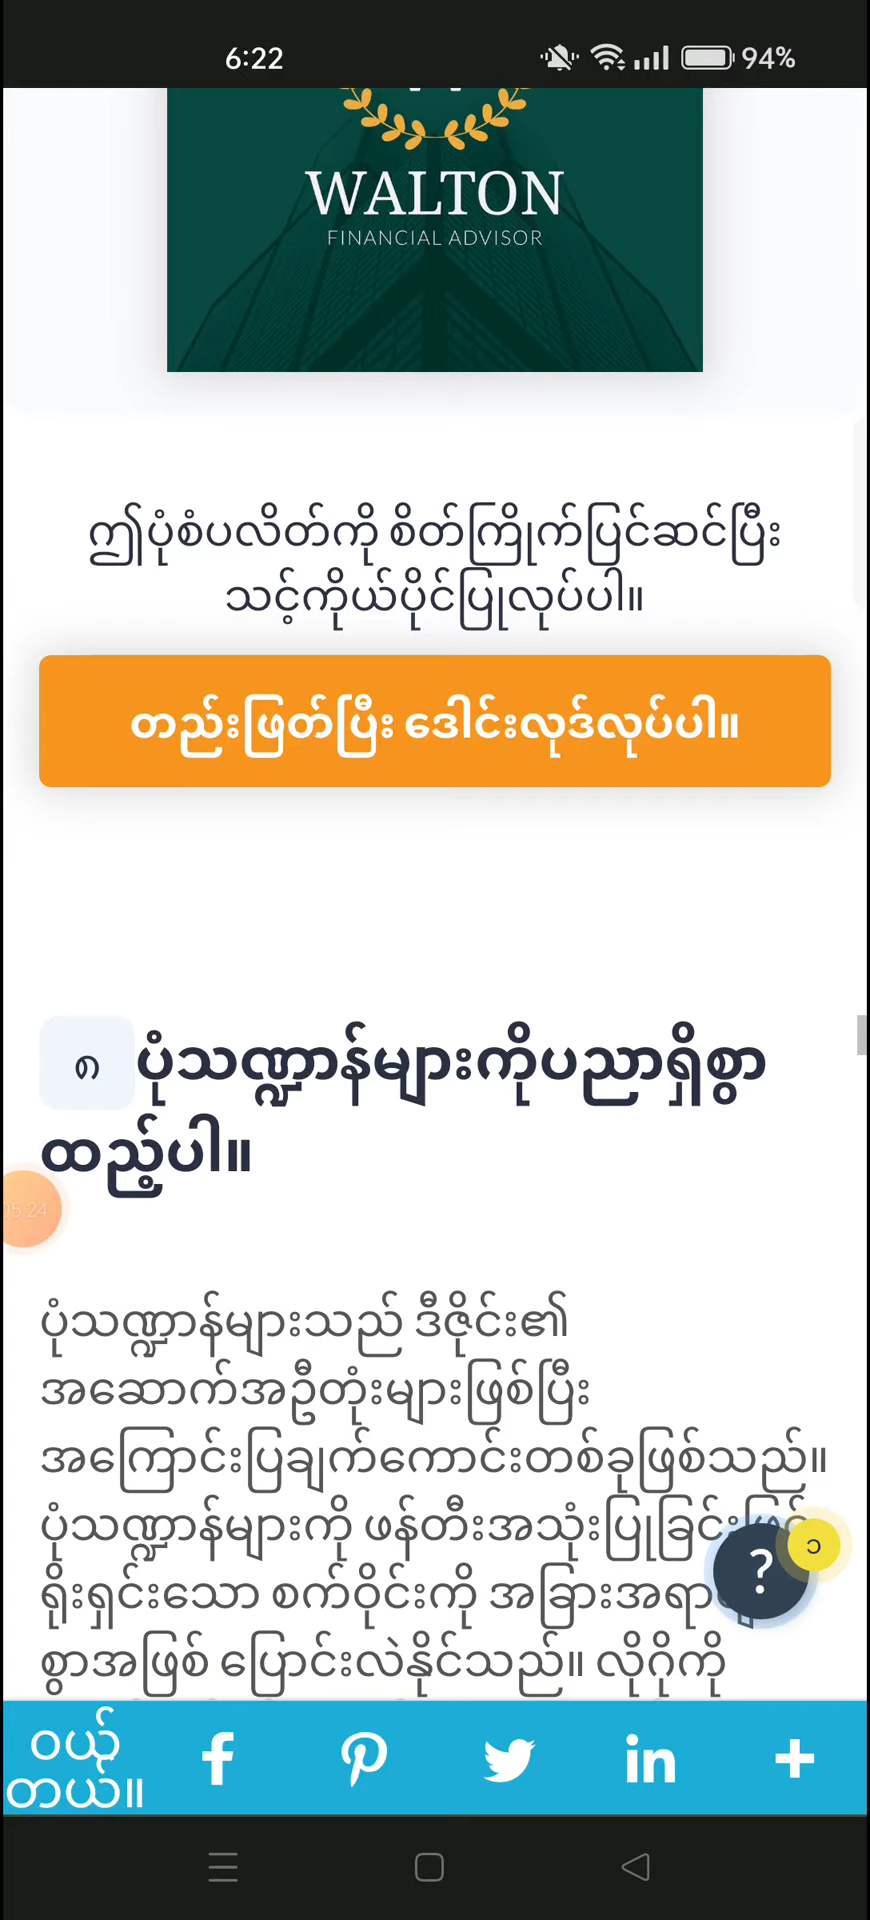 6:22
94%
WALTON
FINANCIAL ADVISOR
ဤပုံစံပလိတ်ကို စိတ်ကြိုက်ပြင်ဆင်ပြီး
သင့်ကိုယ်ပိုင်ပြုလုပ်ပါ။
တည်းဖြတ်ပြီး ဒေါင်းလုဒ်လုပ်ပါ။
၈ ပုံသဏ္ဍာန်များကိုပညာရှိစွာ
ထည့်ပါ။
05:24
ပုံသဏ္ဍာန်များသည် ဒီဇိုင်း၏
အဆောက်အဦတုံးများဖြစ်ပြီး
အကြောင်းပြချက်ကောင်းတစ်ခုဖြစ်သည်။
ပုံသဏ္ဍာန်များကို ဖန်တီးအသုံးပြုခြင်းဖြင့်
? ၁
ရိုးရှင်းသော စက်ဝိုင်းကို အခြားအရာ
စွာအဖြစ် ပြောင်းလဲနိုင်သည်။ လိုဂိုကို
ဝယ်
တယ်။